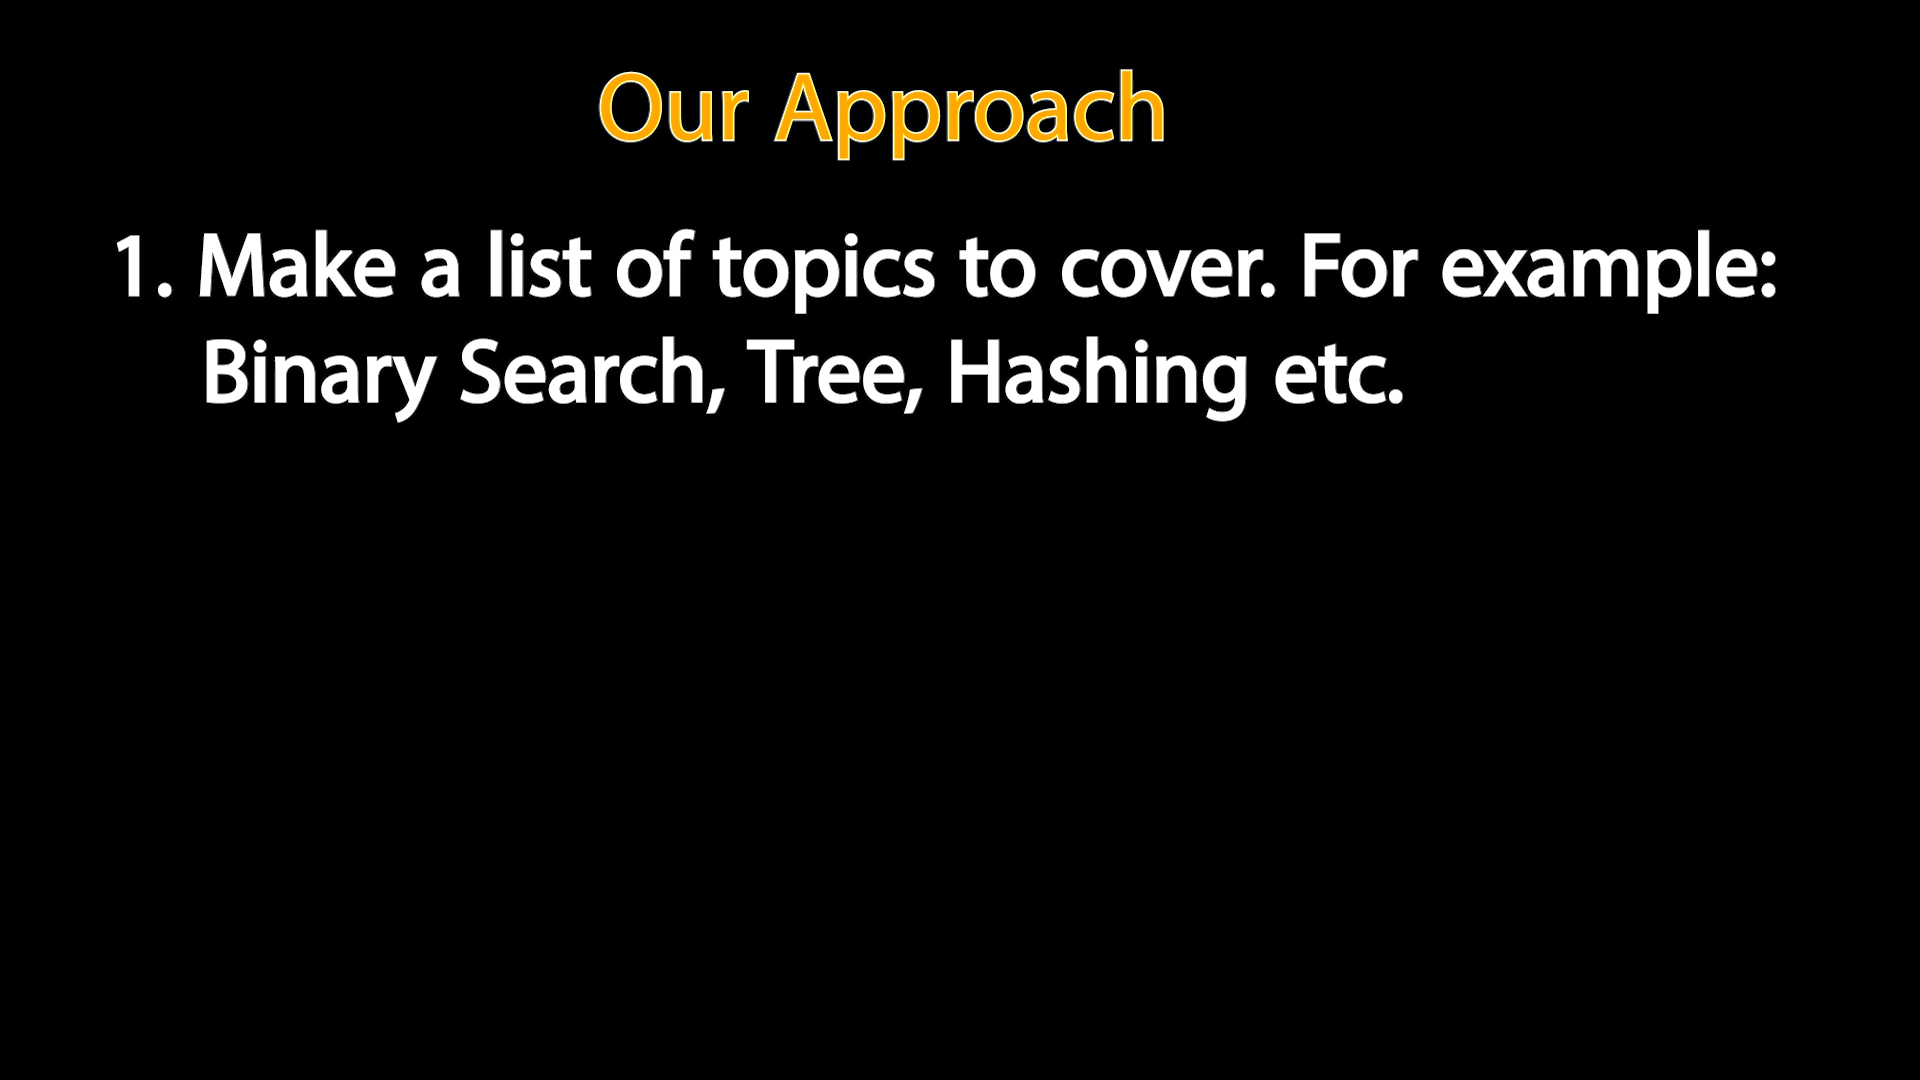 Our Approach
1. Make a list of topics to cover. For example:
Binary Search, Tree, Hashing etc.